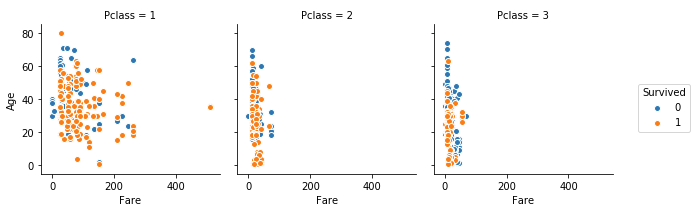 Pclass = 1 Pclass = 2 Pclass = 3
80
60
40
20
0
Age
0 200 400 0 200 400 0 200 400
Fare Fare Fare
Survived
0
1